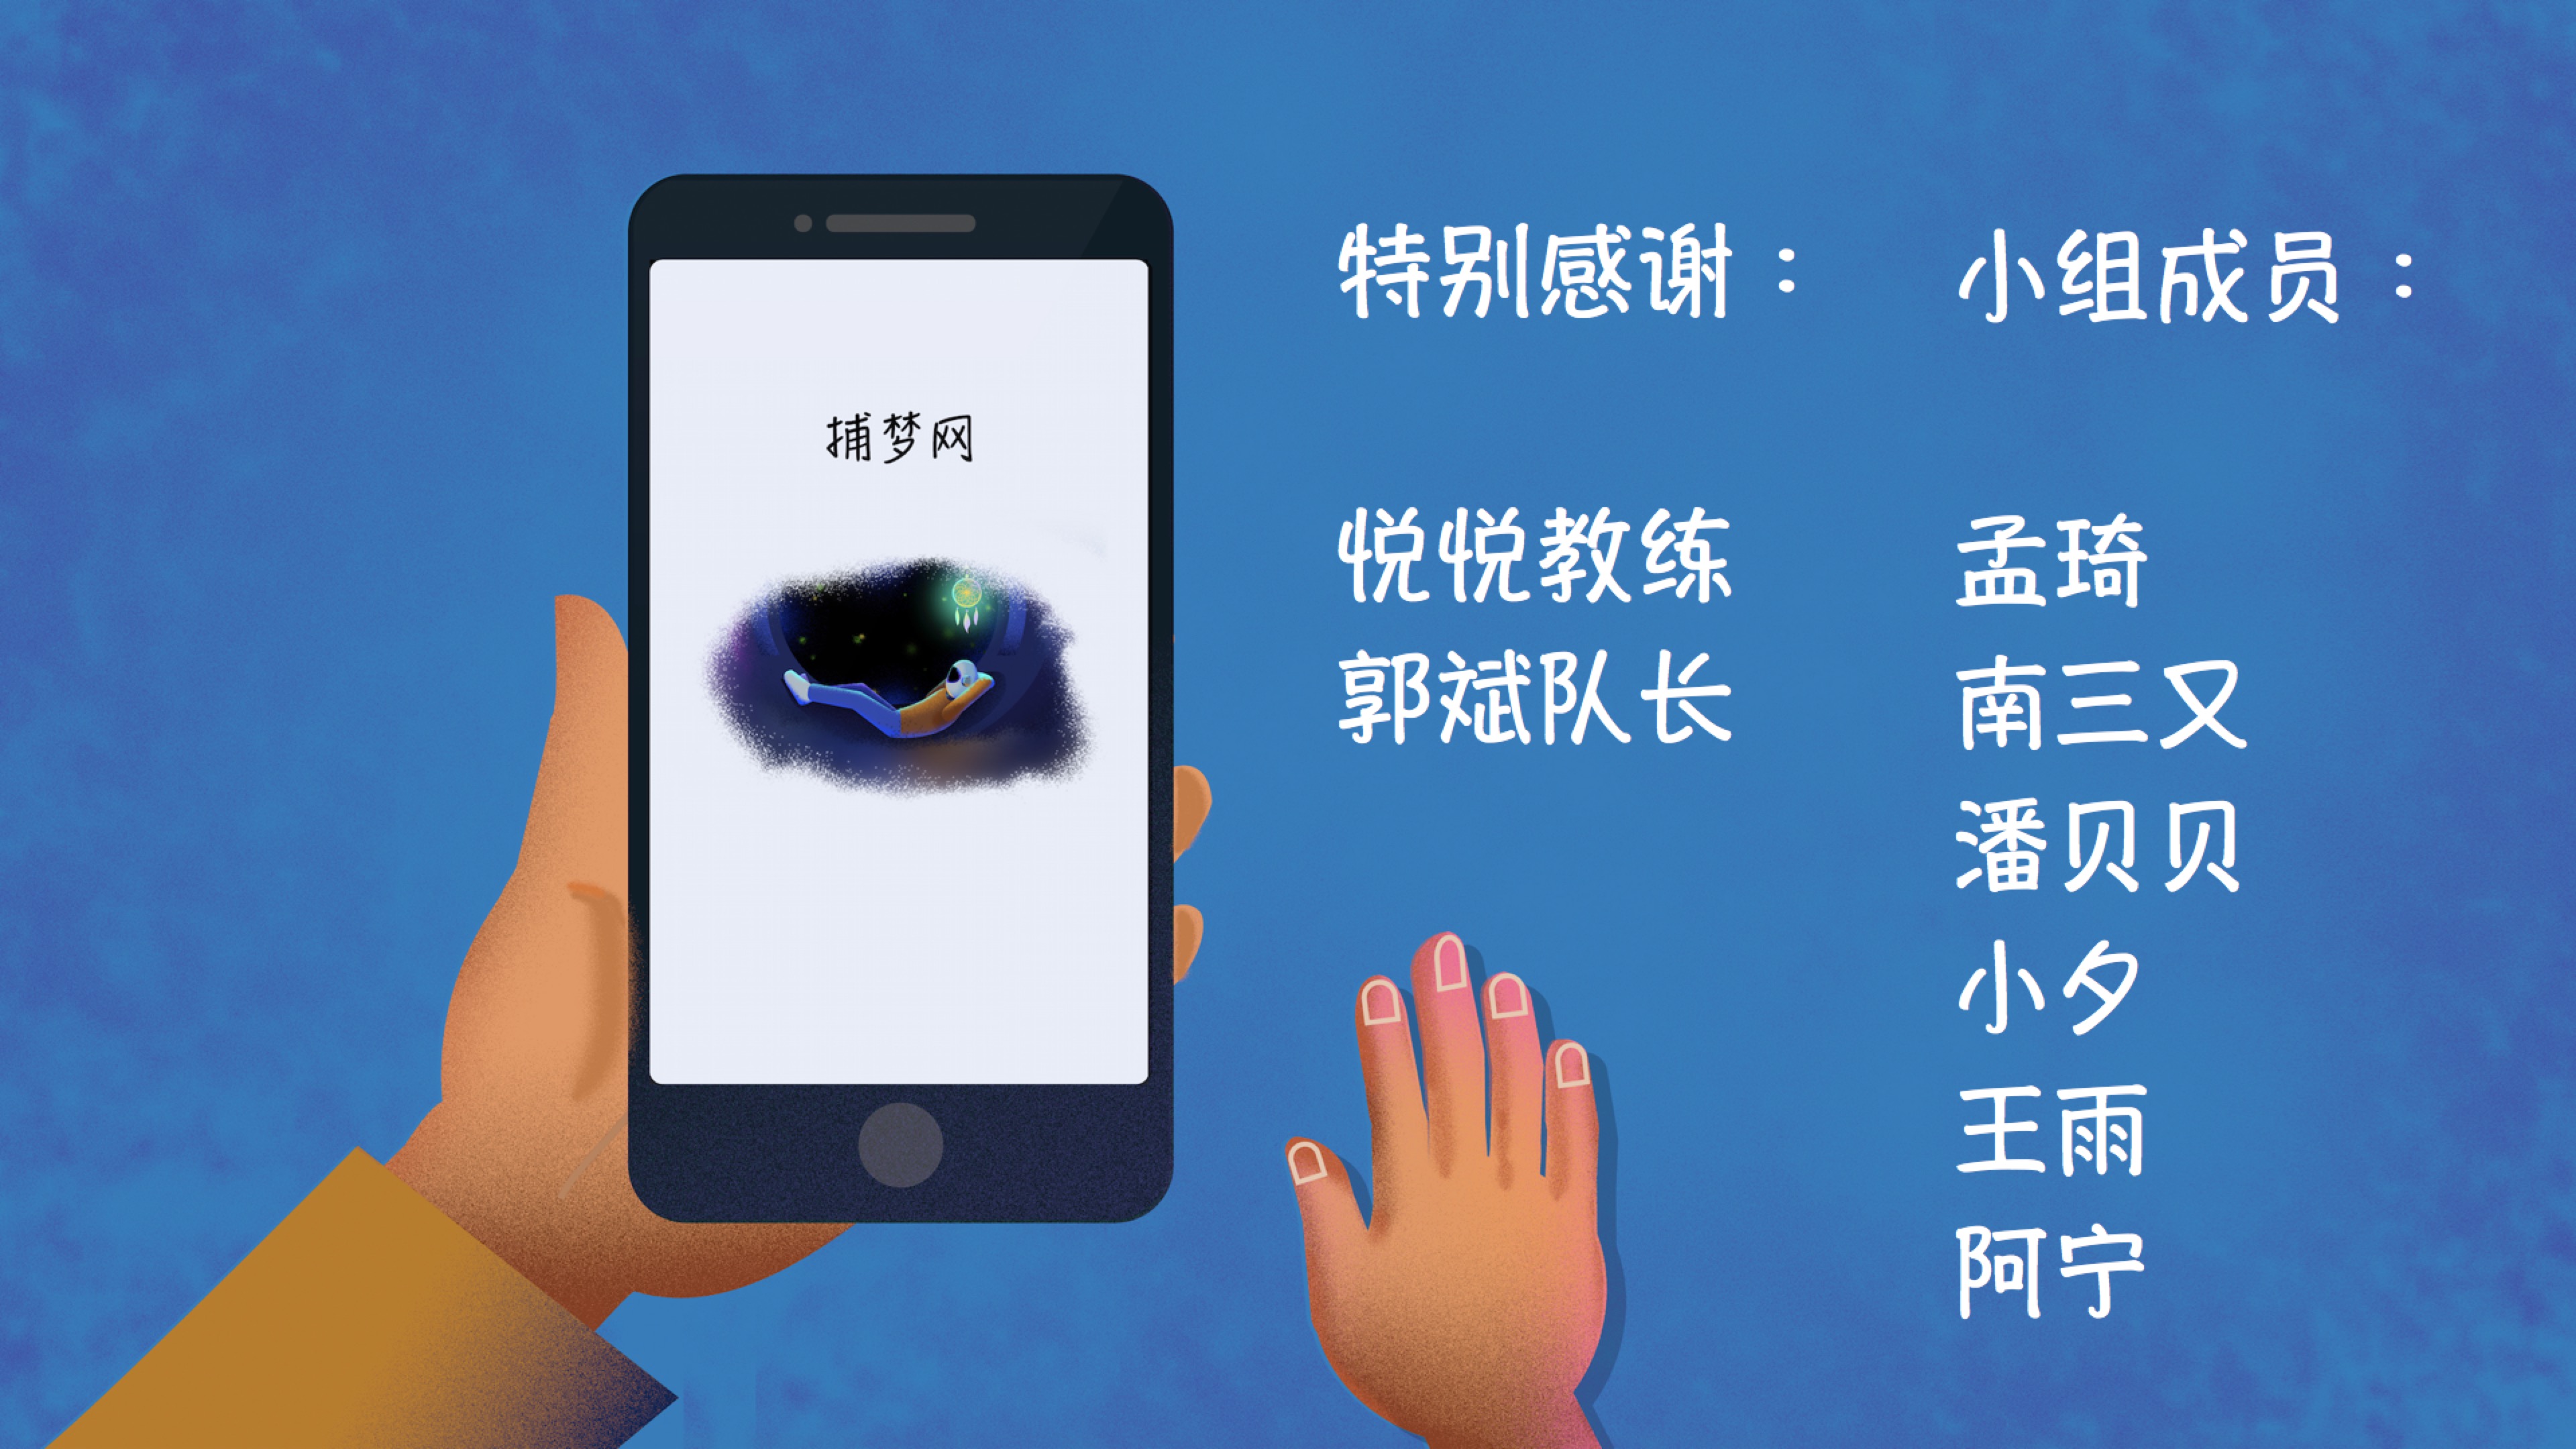 捕梦网
特别感谢：
悦悦教练
郭斌队长
小组成员：
孟琦
南三又
潘贝贝
小夕
王雨
阿宁